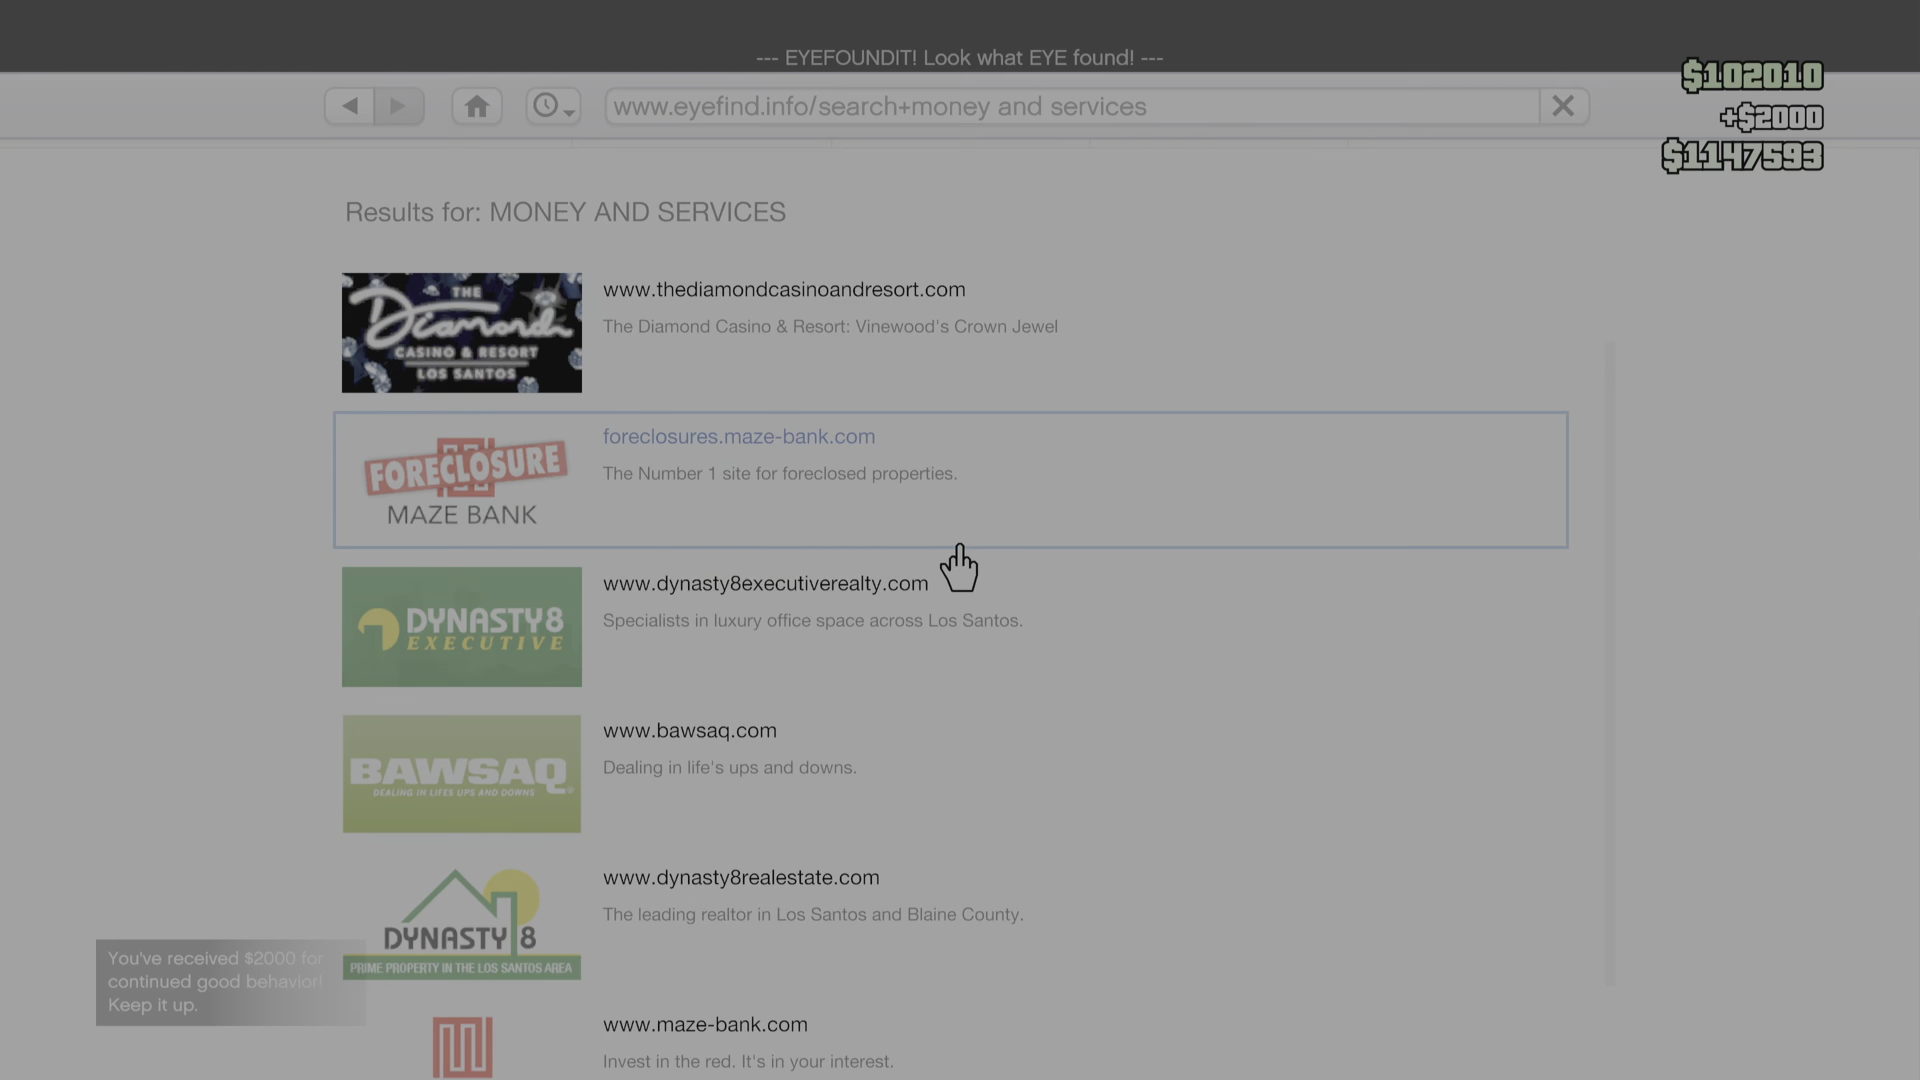 --- EYEFOUNDIT! Look what EYE found! ---
$102010
www.eyefind.info/search+money and services
+$2000
$1147593
Results for: MONEY AND SERVICES
THE
Diamond
CASINO & RESORT
LOS SANTOS
www.thediamondcasinoandresort.com
The Diamond Casino & Resort: Vinewood's Crown Jewel
FORECLOSURE
MAZE BANK
foreclosures.maze-bank.com
The Number 1 site for foreclosed properties.
DYNASTY8
EXECUTIVE
www.dynasty8executiverealty.com
Specialists in luxury office space across Los Santos.
BAWSAQ
DEALING IN LIFE'S UPS AND DOWNS
www.bawsaq.com
Dealing in life's ups and downs.
DYNASTY 8
PRIME PROPERTY IN THE LOS SANTOS AREA
www.dynasty8realestate.com
The leading realtor in Los Santos and Blaine County.
You've received $2000 for
continued good behavior!
Keep it up.
www.maze-bank.com
Invest in the red. It's in your interest.